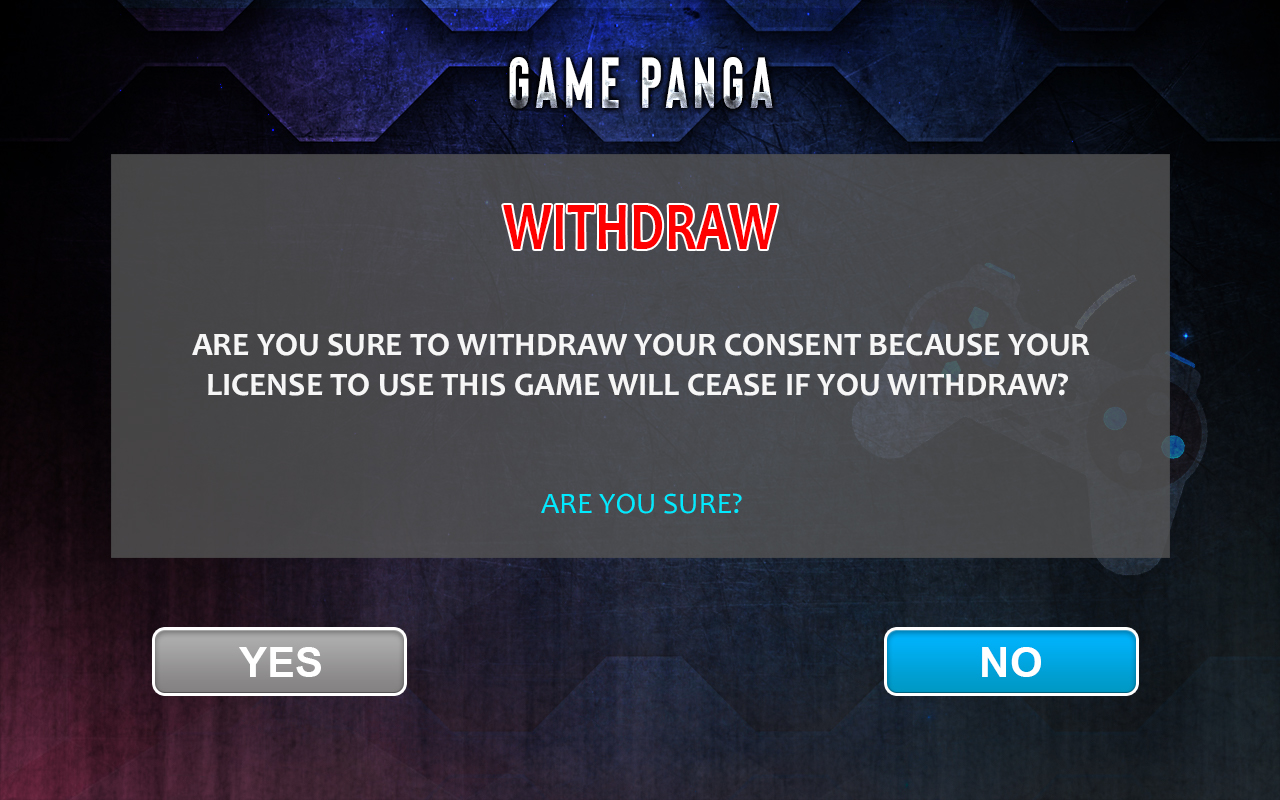 GAME PANGA
WITHDRAW
ARE YOU SURE TO WITHDRAW YOUR CONSENT BECAUSE YOUR
LICENSE TO USE THIS GAME WILL CEASE IF YOU WITHDRAW?
ARE YOU SURE?
YES
NO